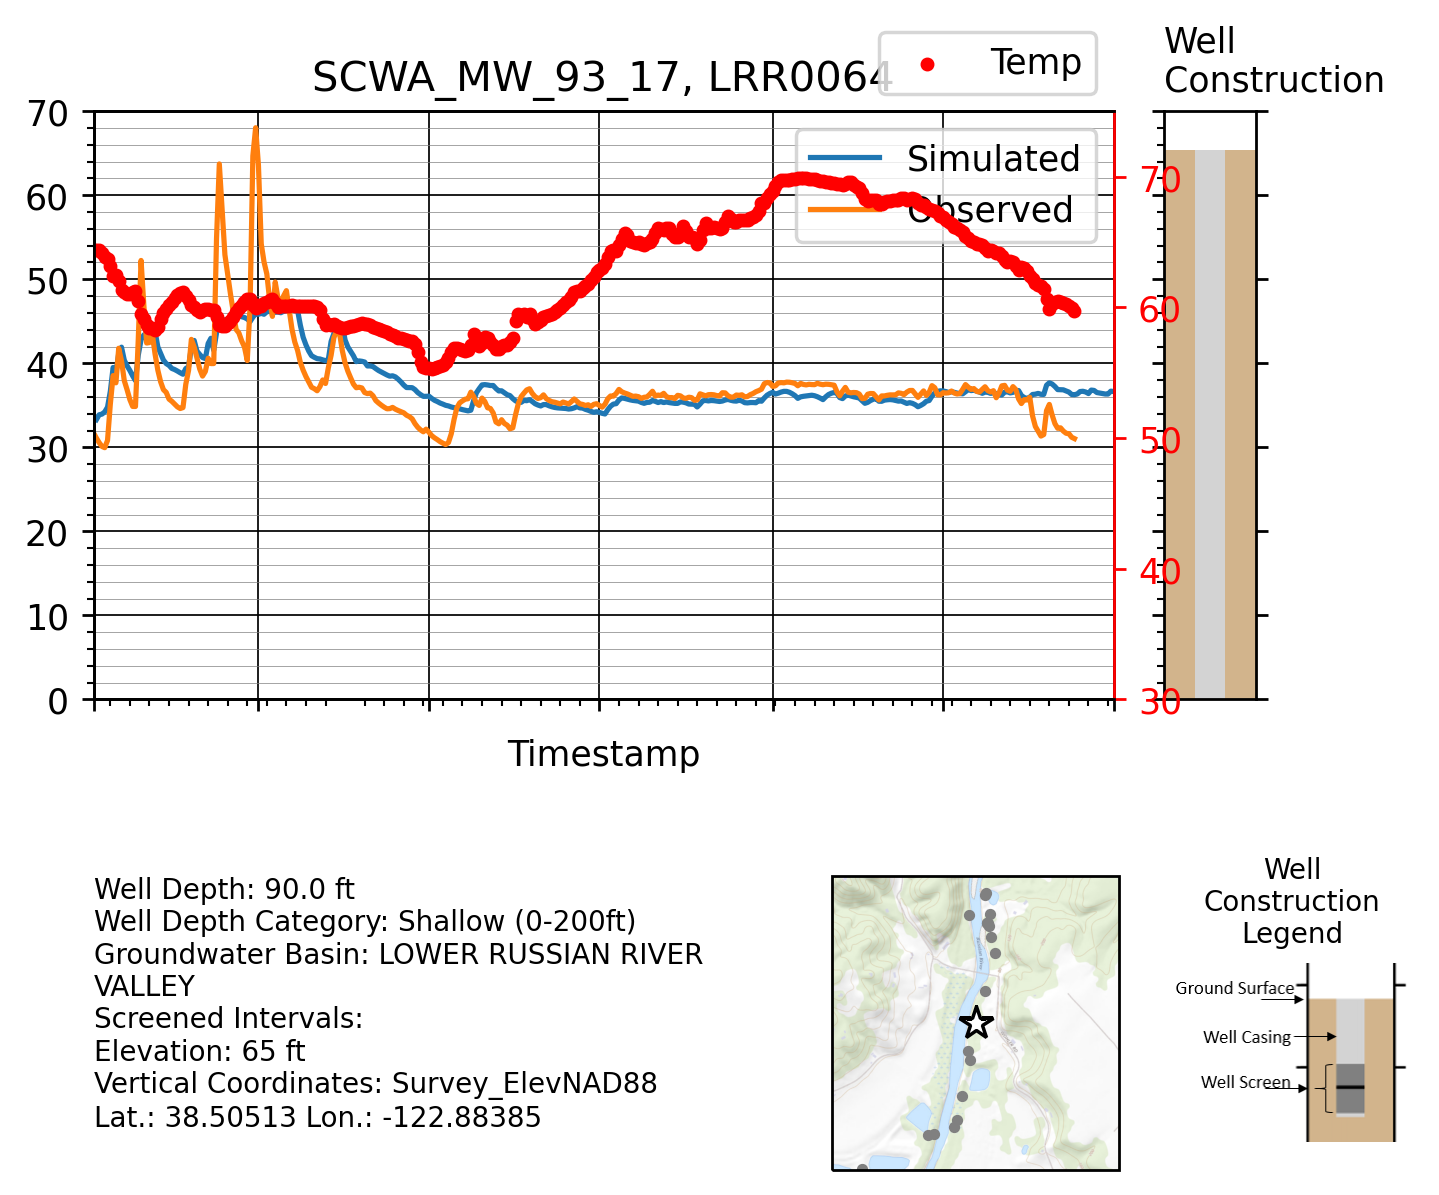 Temp
Well
Construction
SCWA_MW_93_17, LRR0064
Simulated
Observed
70
60
50
40
30
20
10
0
70
60
50
40
30
Timestamp
Well Depth: 90.0 ft
Well Depth Category: Shallow (0-200ft)
Groundwater Basin: LOWER RUSSIAN RIVER
VALLEY
Screened Intervals:
Elevation: 65 ft
Vertical Coordinates: Survey_ElevNAD88
Lat.: 38.50513 Lon.: -122.88385
Well
Construction
Legend
Ground Surface
Well Casing
Well Screen